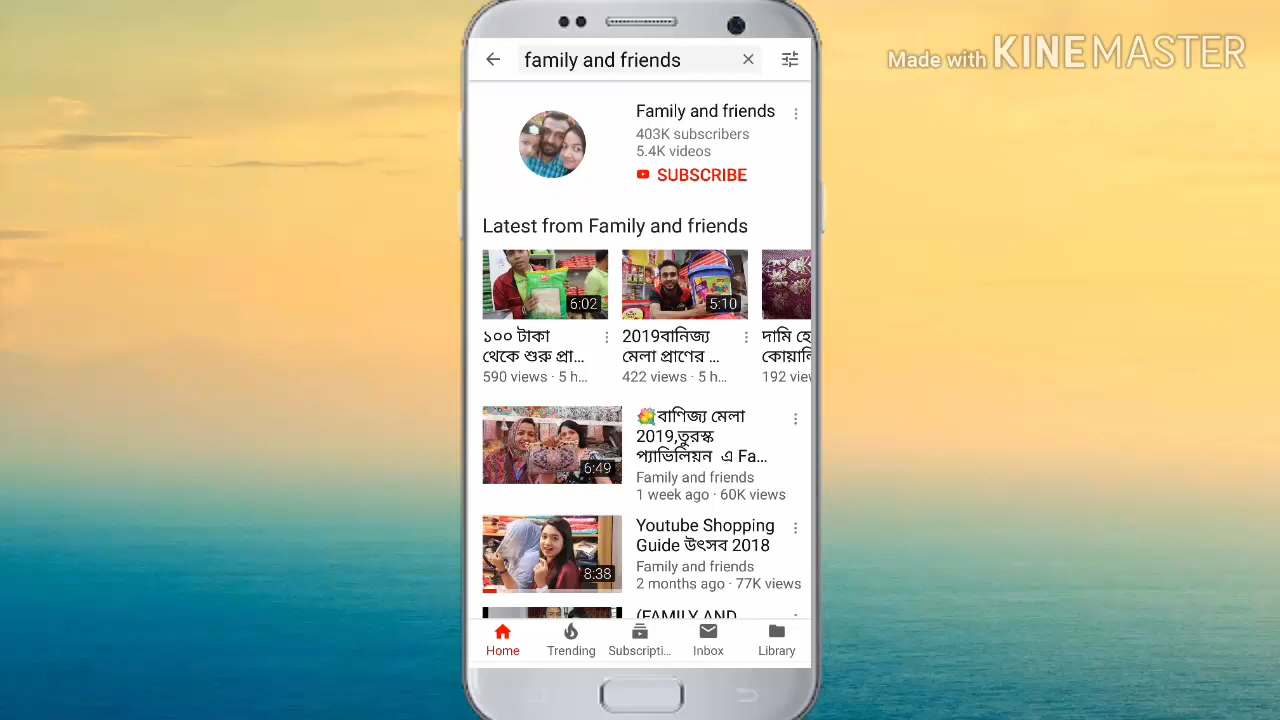 Made with KINEMASTER
family and friends
Family and friends
403K subscribers
5.4K videos
SUBSCRIBE
Latest from Family and friends
6:02
5:10
১০০ টাকা
থেকে শুরু প্রা...
590 views · 5 h...
2019বানিজ্য
মেলা প্রাণের ...
422 views · 5 h...
দামি হে
কোয়ালি
192 vie
6:49
বাণিজ্য মেলা
2019,তুরস্ক
প্যাভিলিয়ন এ Fa...
Family and friends
1 week ago · 60K views
8:38
Youtube Shopping
Guide উৎসব 2018
Family and friends
2 months ago · 77K views
(FAMILY AND
Home
Trending
Subscripti...
Inbox
Library